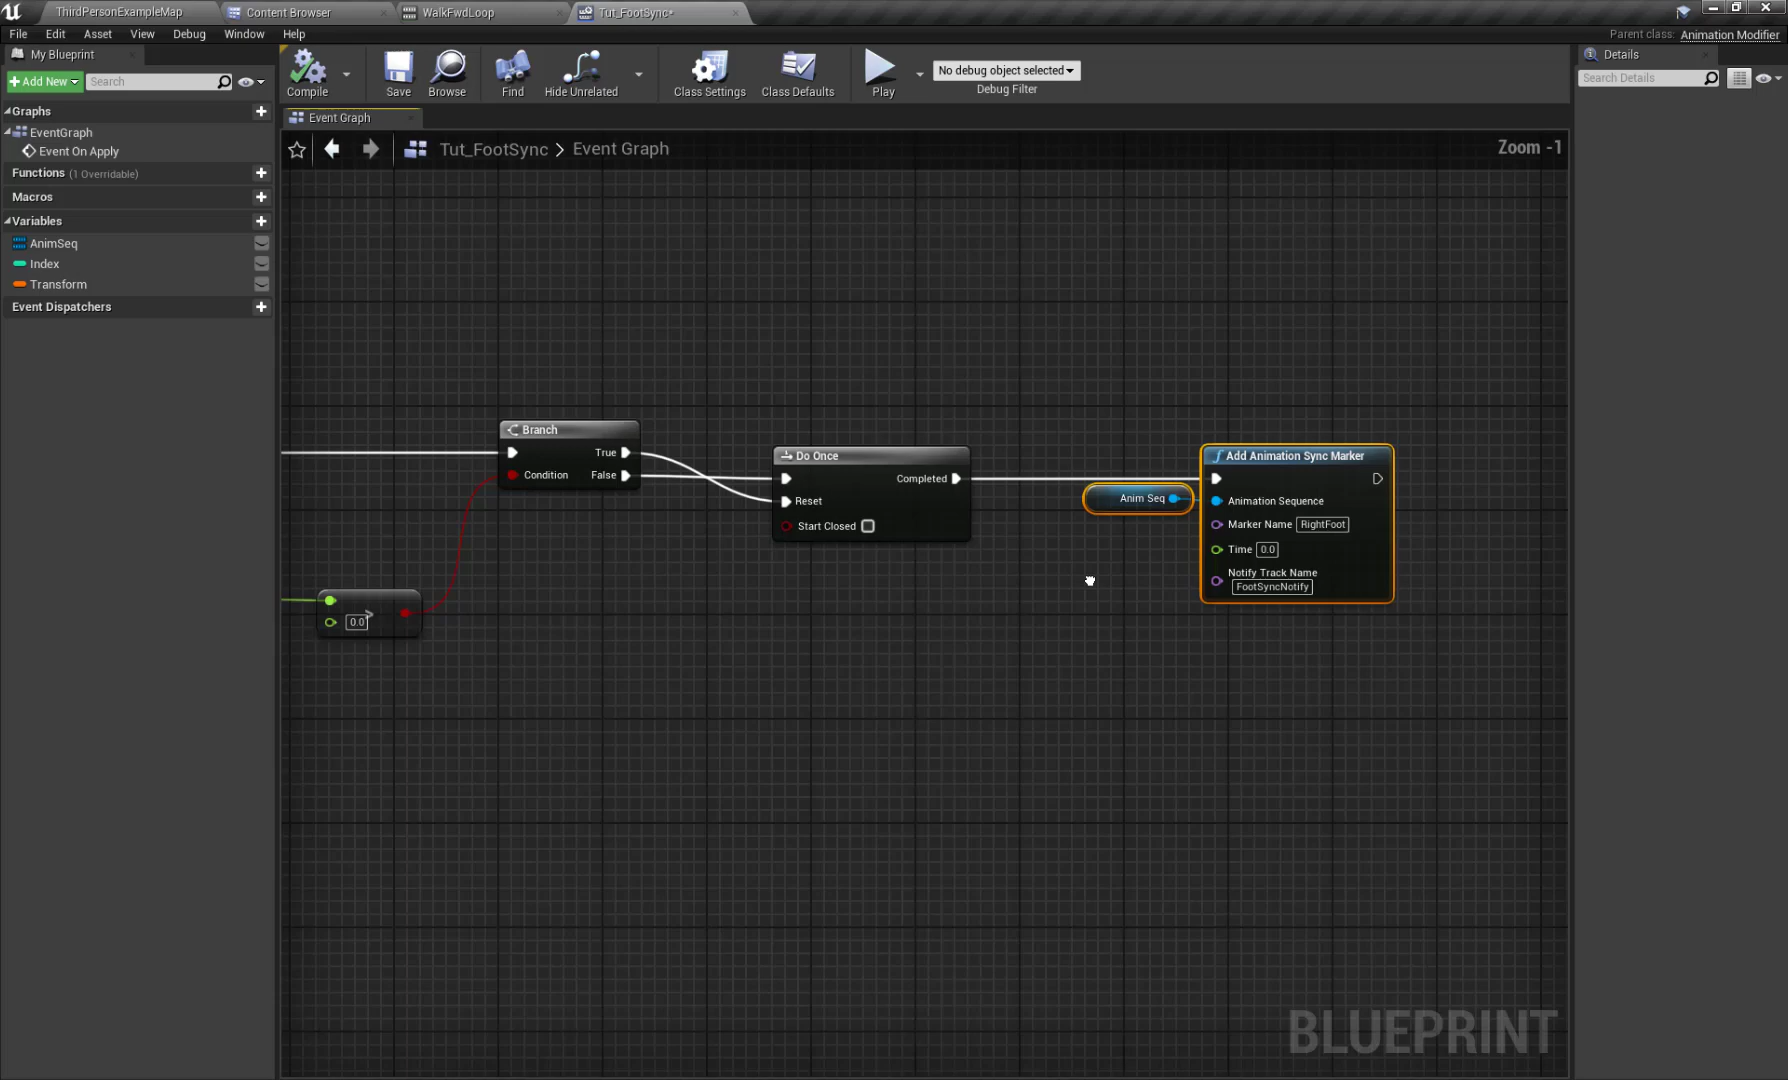 ThirdPersonExampleMap
Content Browser
WalkFwdLoop
Tut_FootSync*
File Edit Asset View Debug Window Help
Parent class: Animation Modifier
My Blueprint
Add New
Search
Compile
Save
Browse
Find
Hide Unrelated
Class Settings
Class Defaults
Play
No debug object selected
Debug Filter
Details
Search Details
Graphs
EventGraph
Event On Apply
Functions (1 Overridable)
Macros
Variables
AnimSeq
Index
Transform
Event Dispatchers
Event Graph
Tut_FootSync > Event Graph
Zoom -1
Branch
True
Condition
False
Do Once
Completed
Reset
Start Closed
Anim Seq
Add Animation Sync Marker
Animation Sequence
Marker Name RightFoot
Time 0.0
Notify Track Name
FootSyncNotify
>
0.0
BLUEPRINT